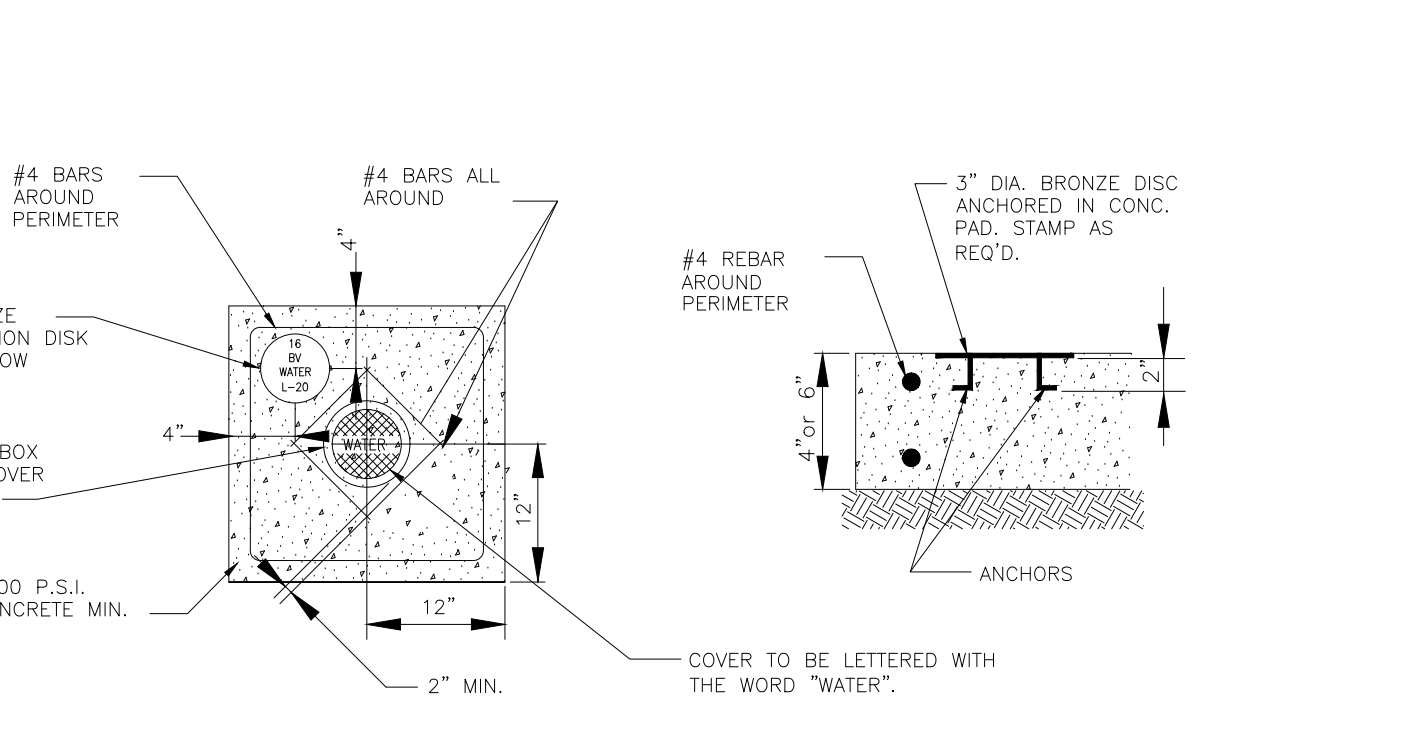 #4 BARS
AROUND
PERIMETER
#4 BARS ALL
AROUND
4”
ZE
ION DISK
OW
16
BV
WATER
L-20
4”
WATER
BOX
OVER
12”
00 P.S.I.
NCRETE MIN.
12”
2” MIN.
COVER TO BE LETTERED WITH
THE WORD ”WATER”.
3” DIA. BRONZE DISC
ANCHORED IN CONC.
PAD. STAMP AS
REQ’D.
#4 REBAR
AROUND
PERIMETER
4”or 6”
2”
ANCHORS